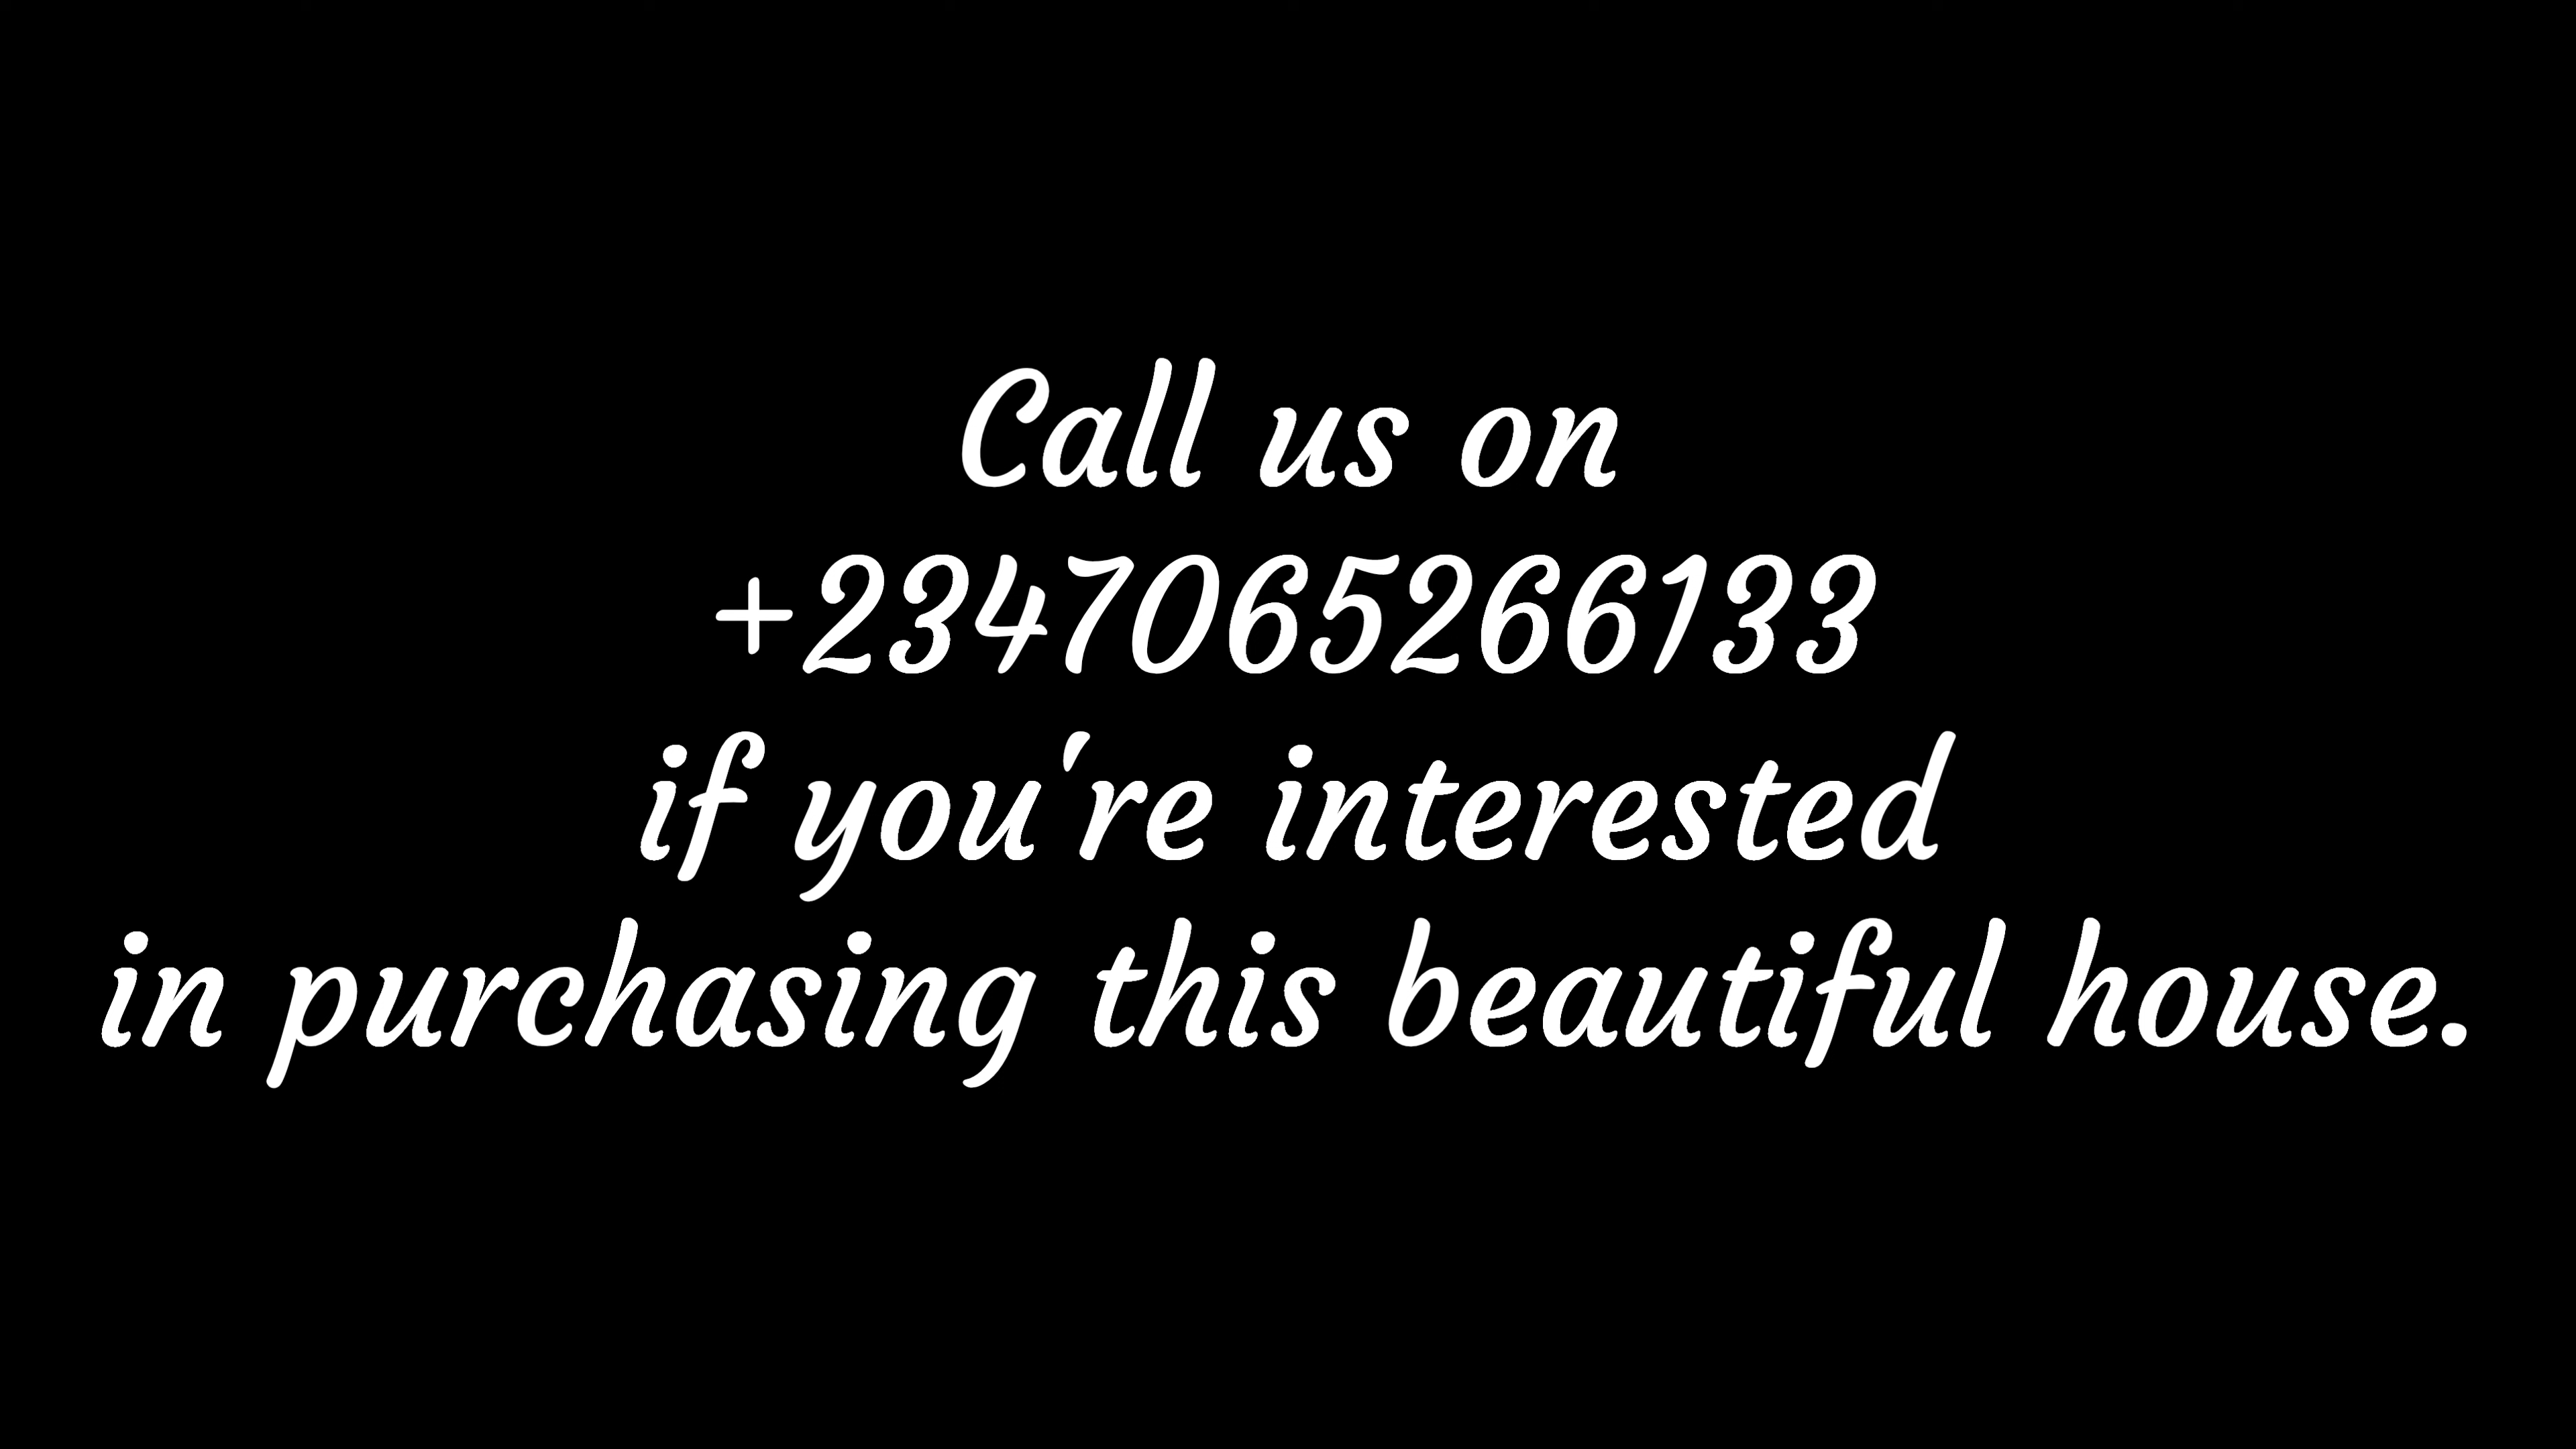 Call us on
+2347065266133
if you're interested
in purchasing this beautiful house.